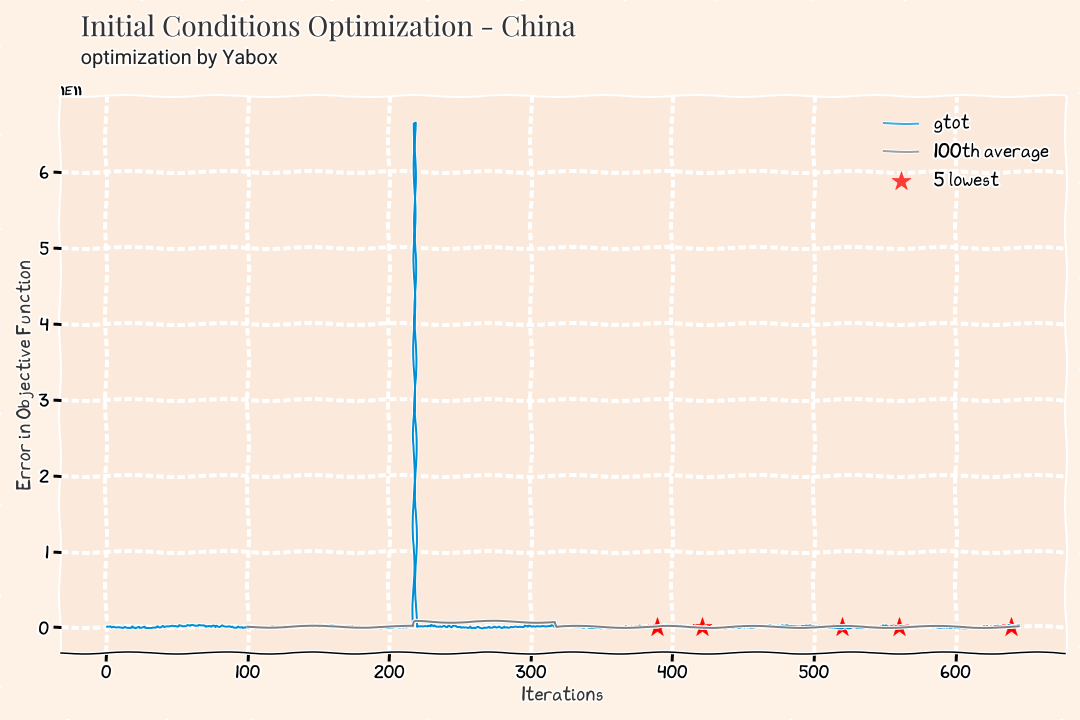 Initial Conditions Optimization - China
optimization by Yabox
1E11
gtot
100th average
5 lowest
6
5
4
3
2
1
0
Error in Objective Function
0 100 200 300 400 500 600
Iterations